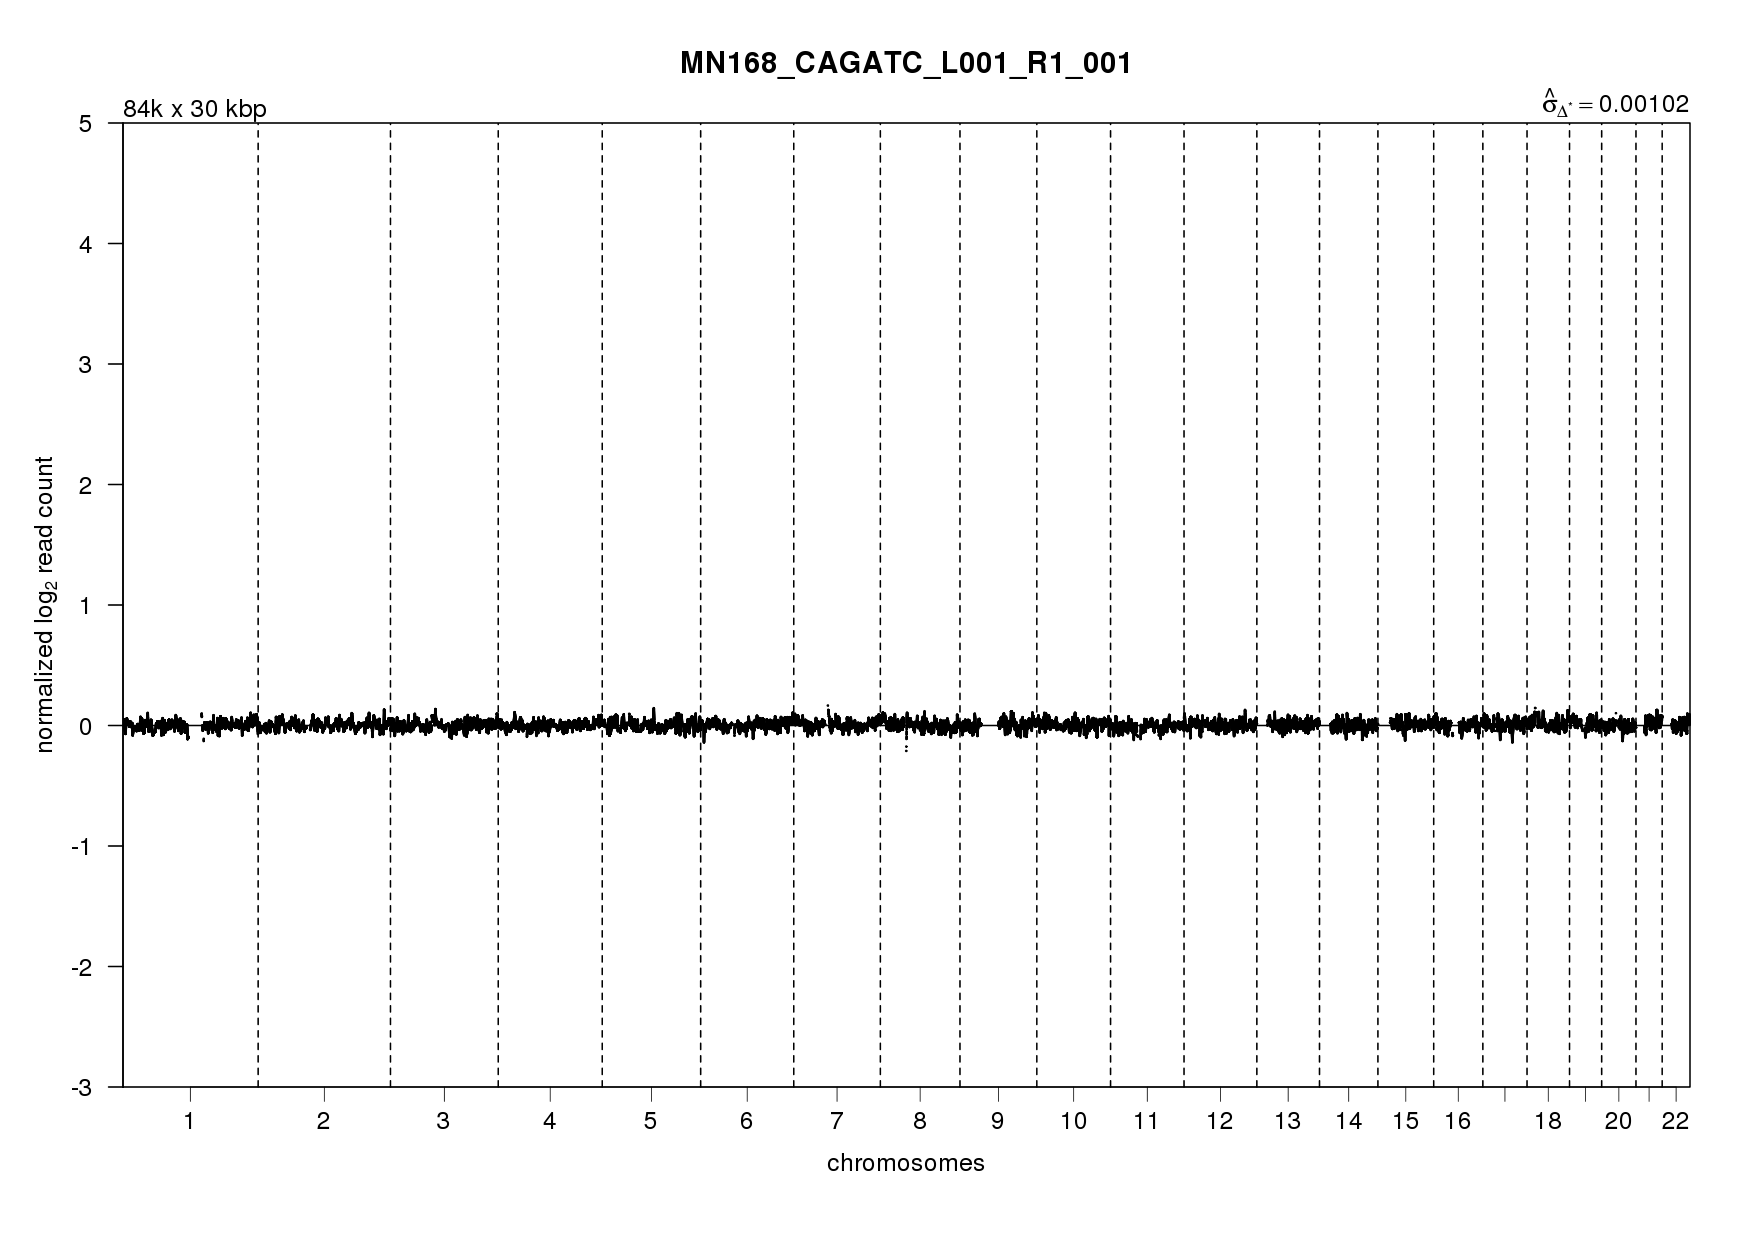 MN168_CAGATC_L001_R1_001
84k x 30 kbp
σ̂Δ* = 0.00102
5
4
3
2
1
0
-1
-2
-3
normalized log₂ read count
1 2 3 4 5 6 7 8 9 10 11 12 13 14 15 16 18 20 22
chromosomes